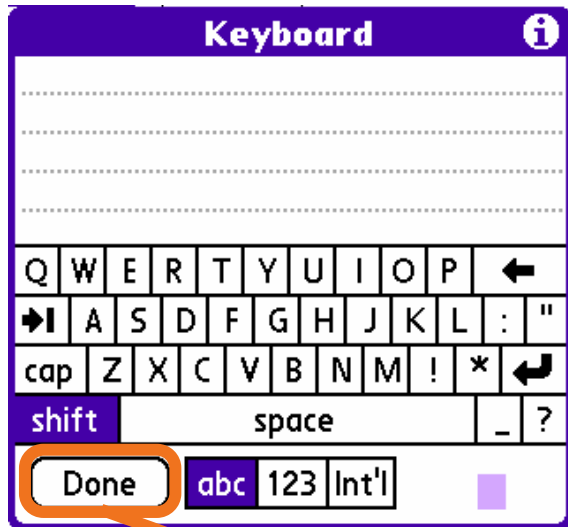 Keyboard i
Q W E R T Y U I O P
A S D F G H J K L : "
cap Z X C V B N M ! *
shift space _ ?
Done abc 123 Int'l